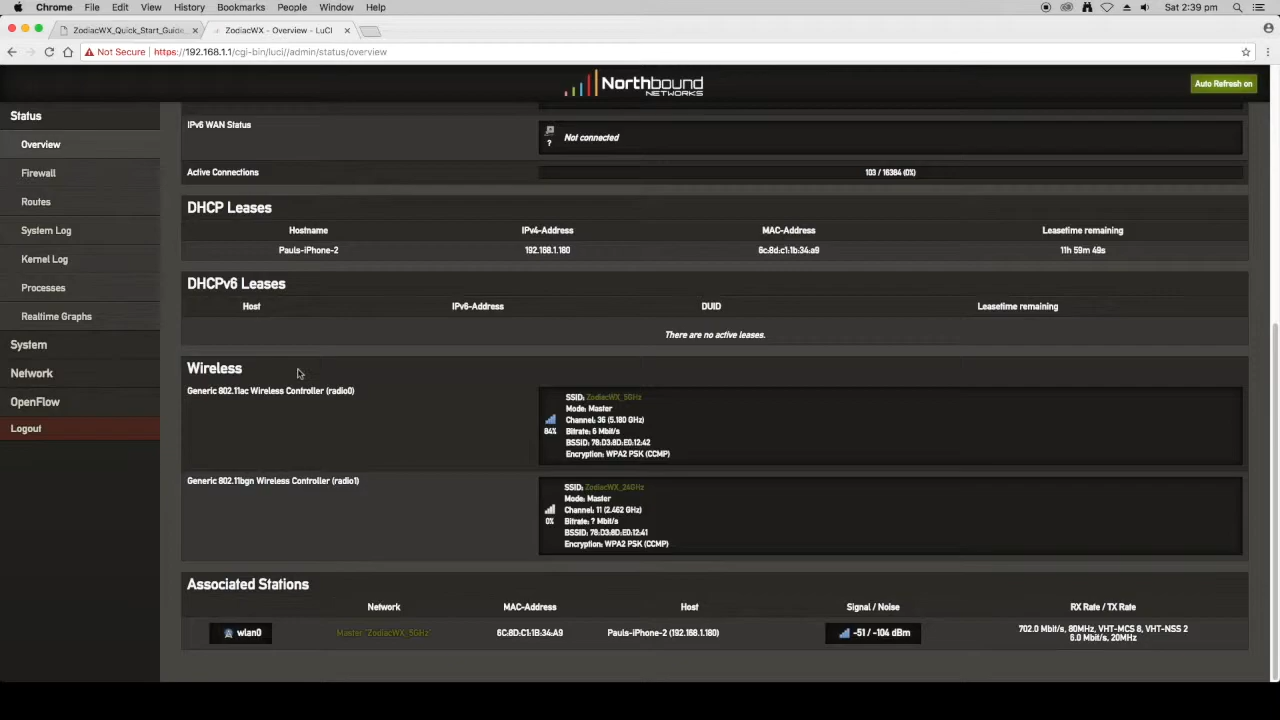 Chrome File Edit View History Bookmarks People Window Help Sat 2:39 pm
ZodiacWX_Quick_Start_Guide_ ZodiacWX - Overview - LuCI
Not Secure https://192.168.1.1/cgi-bin/luci//admin/status/overview
Northbound
NETWORKS
Auto Refresh on
Status
Overview
Firewall
Routes
System Log
Kernel Log
Processes
Realtime Graphs
System
Network
OpenFlow
Logout
IPv6 WAN Status
?
Not connected
Active Connections
103 / 16384 (0%)
DHCP Leases
Hostname IPv4-Address MAC-Address Leasetime remaining
Pauls-iPhone-2 192.168.1.180 6c:8d:c1:1b:34:a9 11h 59m 49s
DHCPv6 Leases
Host IPv6-Address DUID Leasetime remaining
There are no active leases.
Wireless
Generic 802.11ac Wireless Controller (radio0)
84%
SSID: ZodiacWX_5GHz
Mode: Master
Channel: 36 (5.180 GHz)
Bitrate: 6 Mbit/s
BSSID: 78:D3:8D:E0:12:42
Encryption: WPA2 PSK (CCMP)
Generic 802.11bgn Wireless Controller (radio1)
0%
SSID: ZodiacWX_24GHz
Mode: Master
Channel: 11 (2.462 GHz)
Bitrate: ? Mbit/s
BSSID: 78:D3:8D:E0:12:41
Encryption: WPA2 PSK (CCMP)
Associated Stations
Network MAC-Address Host Signal / Noise RX Rate / TX Rate
wlan0 Master "ZodiacWX_5GHz" 6C:8D:C1:1B:34:A9 Pauls-iPhone-2 (192.168.1.180) -51 / -104 dBm 702.0 Mbit/s, 80MHz, VHT-MCS 8, VHT-NSS 2
6.0 Mbit/s, 20MHz